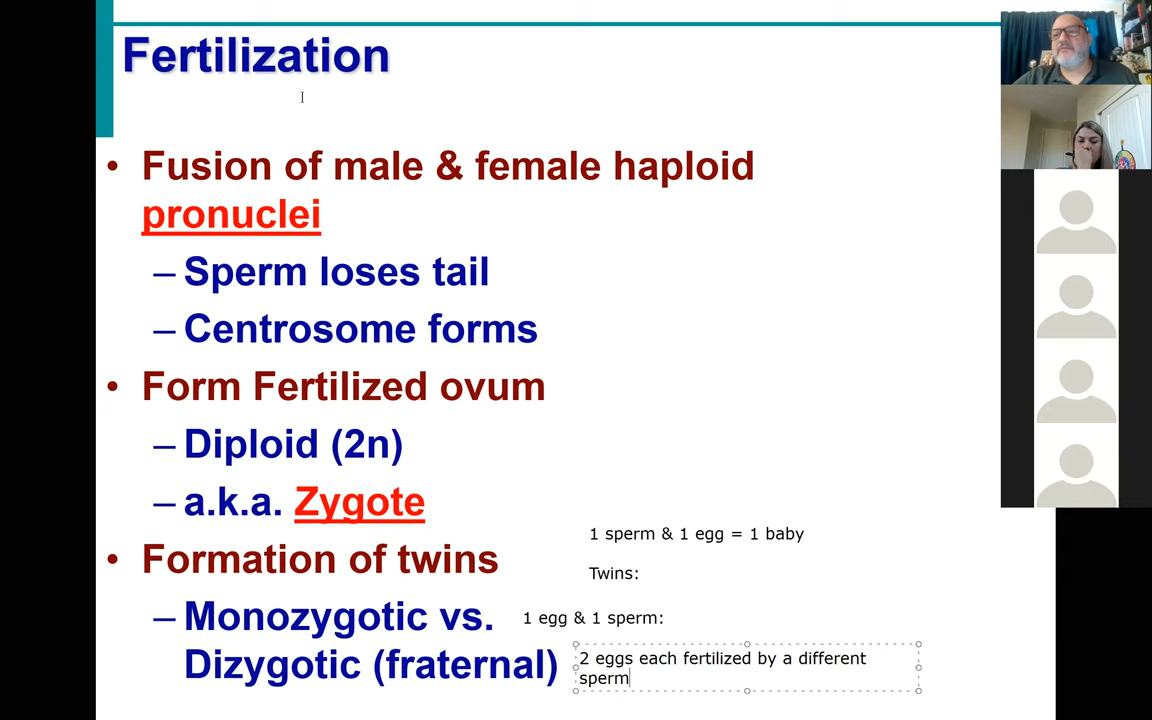 Fertilization
• Fusion of male & female haploid
pronuclei
– Sperm loses tail
– Centrosome forms
• Form Fertilized ovum
– Diploid (2n)
– a.k.a. Zygote
• Formation of twins
– Monozygotic vs.
Dizygotic (fraternal)
1 sperm & 1 egg = 1 baby
Twins:
1 egg & 1 sperm:
2 eggs each fertilized by a different
sperm